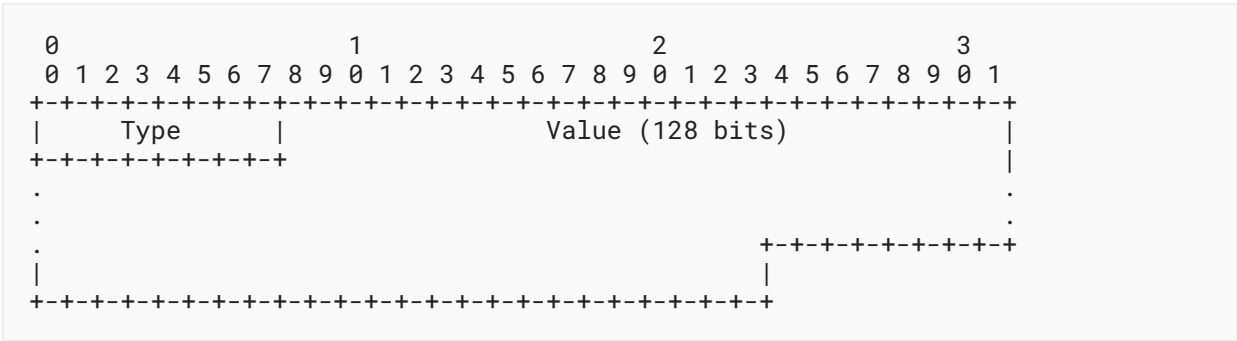 0                   1                   2                   3
 0 1 2 3 4 5 6 7 8 9 0 1 2 3 4 5 6 7 8 9 0 1 2 3 4 5 6 7 8 9 0 1
+-+-+-+-+-+-+-+-+-+-+-+-+-+-+-+-+-+-+-+-+-+-+-+-+-+-+-+-+-+-+-+-+
|     Type      |                 Value (128 bits)              |
+-+-+-+-+-+-+-+-+                                               |
.                                                               .
.                                                               .
.                                               +-+-+-+-+-+-+-+-+
|                                               |
+-+-+-+-+-+-+-+-+-+-+-+-+-+-+-+-+-+-+-+-+-+-+-+-+